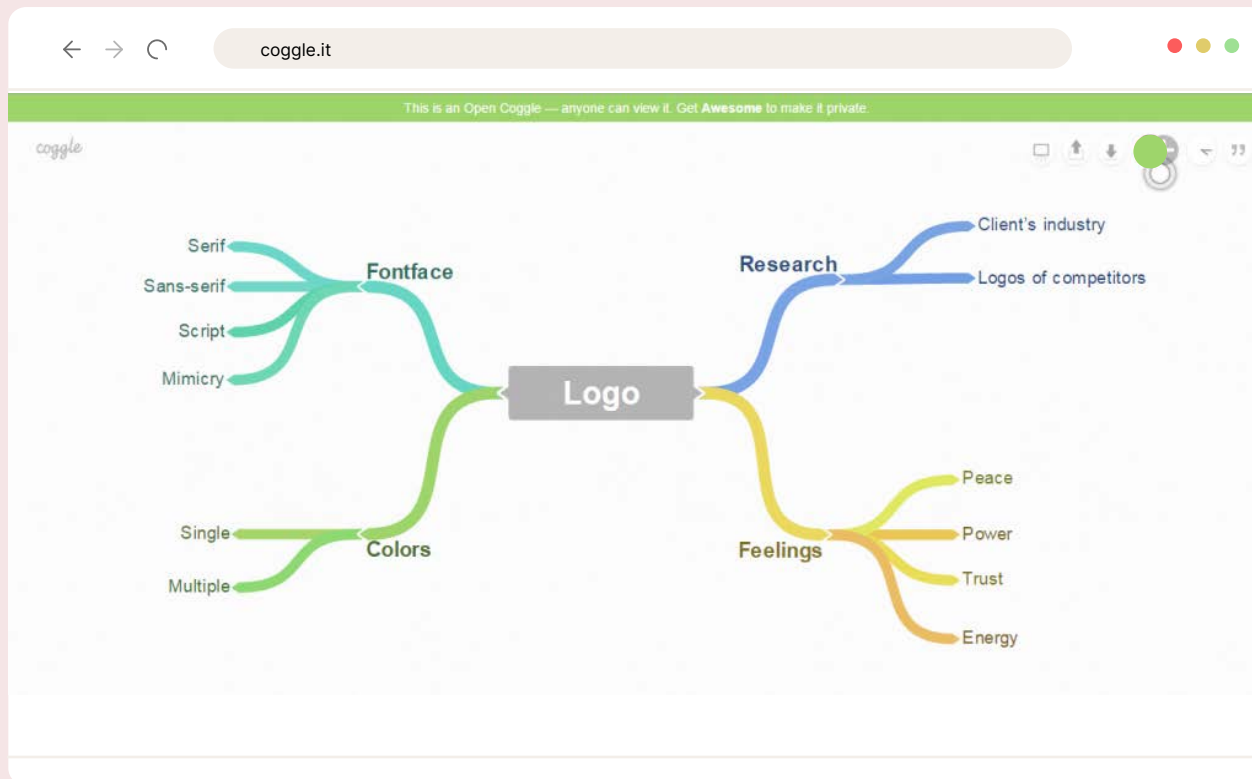 coggle.it
This is an Open Coggle — anyone can view it. Get Awesome to make it private.
coggle
Serif
Sans-serif
Script
Mimicry
Fontface
Single
Multiple
Colors
Logo
Research
Client's industry
Logos of competitors
Feelings
Peace
Power
Trust
Energy